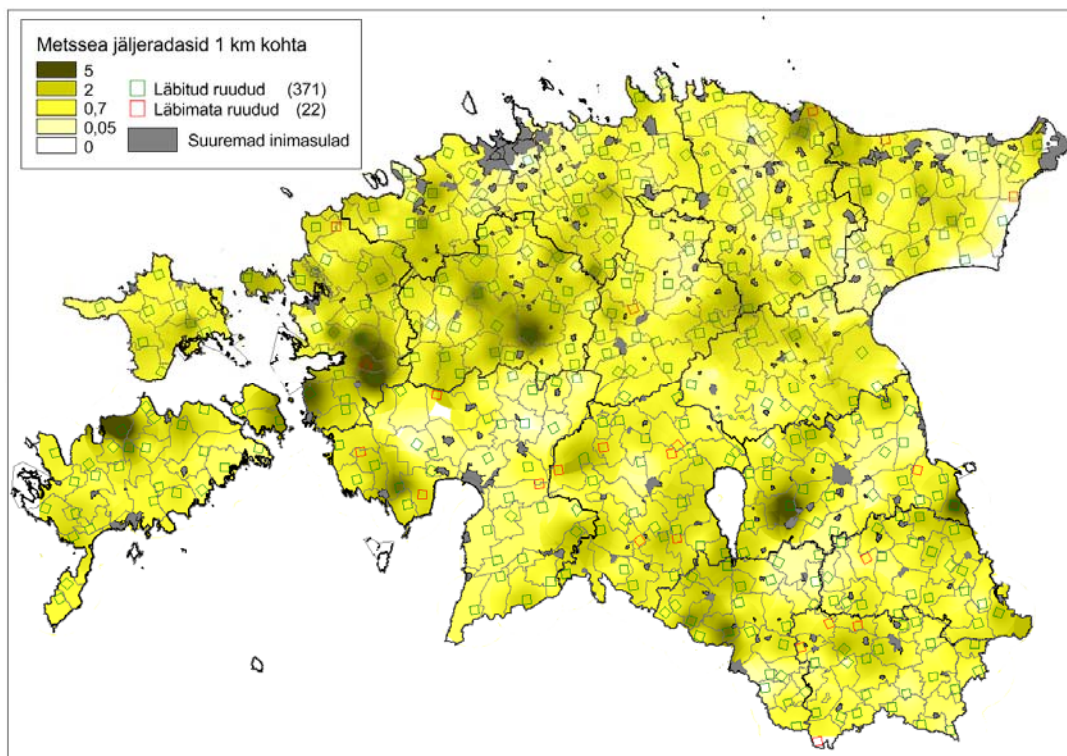 Metssea jäljeradasid 1 km kohta
5
2
0,7
0,05
0
Läbitud ruudud (371)
Läbimata ruudud (22)
Suuremad inimasulad